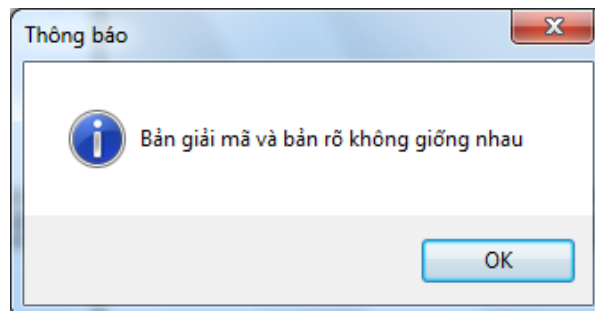 Thông báo
Bản giải mã và bản rõ không giống nhau
OK